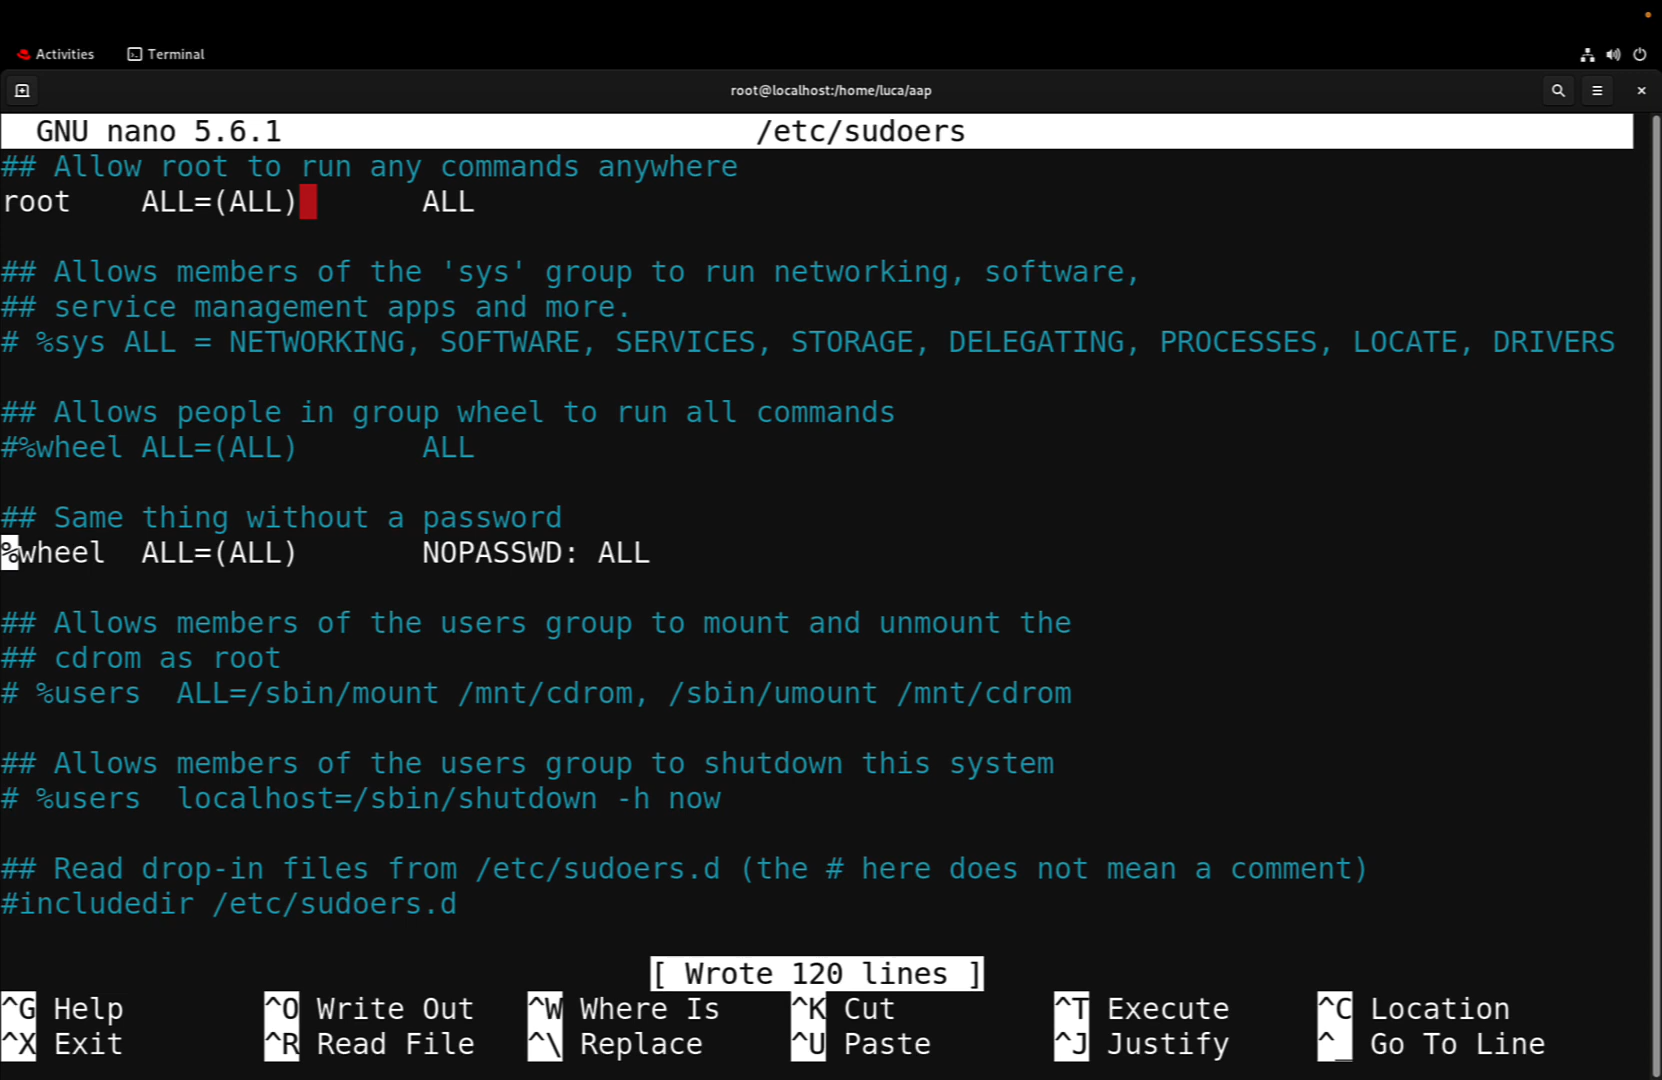 Activities Terminal
root@localhost:/home/luca/aap
GNU nano 5.6.1 /etc/sudoers
## Allow root to run any commands anywhere
root ALL=(ALL) ALL
## Allows members of the 'sys' group to run networking, software,
## service management apps and more.
# %sys ALL = NETWORKING, SOFTWARE, SERVICES, STORAGE, DELEGATING, PROCESSES, LOCATE, DRIVERS
## Allows people in group wheel to run all commands
#%wheel ALL=(ALL) ALL
## Same thing without a password
%wheel ALL=(ALL) NOPASSWD: ALL
## Allows members of the users group to mount and unmount the
## cdrom as root
# %users ALL=/sbin/mount /mnt/cdrom, /sbin/umount /mnt/cdrom
## Allows members of the users group to shutdown this system
# %users localhost=/sbin/shutdown -h now
## Read drop-in files from /etc/sudoers.d (the # here does not mean a comment)
#includedir /etc/sudoers.d
[ Wrote 120 lines ]
^G Help ^O Write Out ^W Where Is ^K Cut ^T Execute ^C Location
^X Exit ^R Read File ^\ Replace ^U Paste ^J Justify ^_ Go To Line